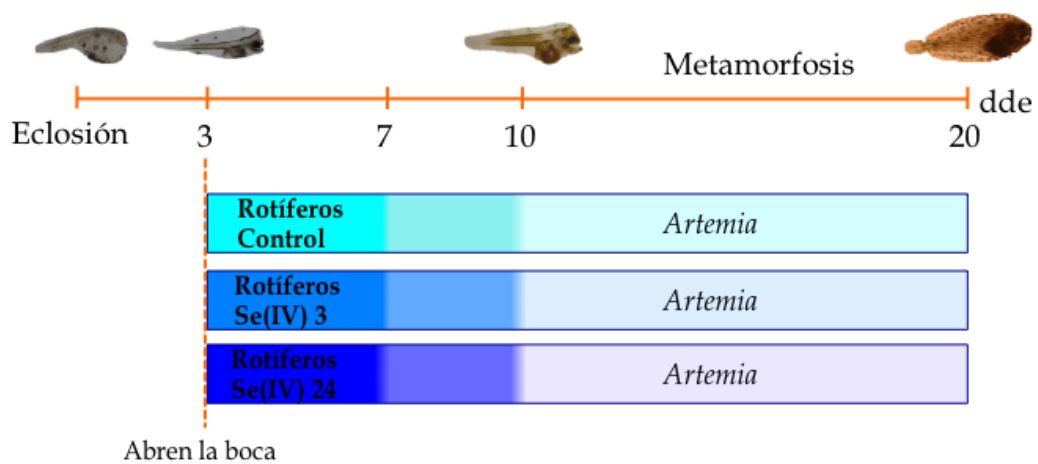 Metamorfosis
dde
Eclosión
3
7
10
20
Rotíferos
Control
Artemia
Rotíferos
Se(IV) 3
Artemia
Rotíferos
Se(IV) 24
Artemia
Abren la boca